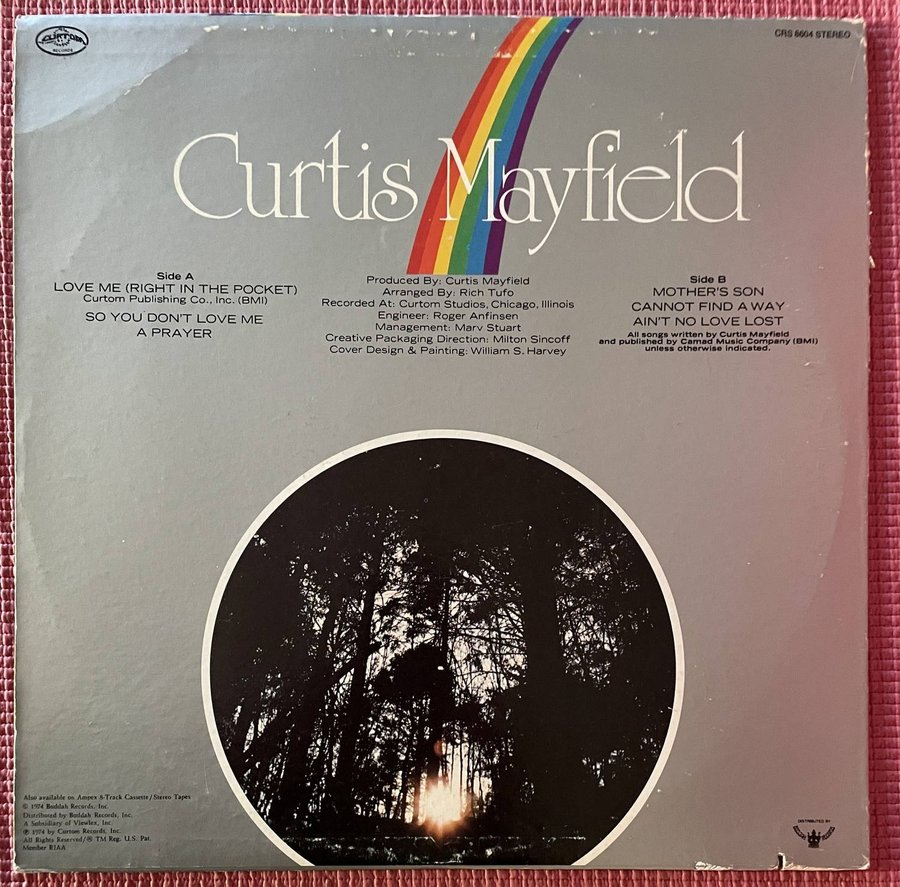 CURTOM
RECORDS
CRS 8604 STEREO
Curtis Mayfield
Side A
LOVE ME (RIGHT IN THE POCKET)
Curtom Publishing Co., Inc. (BMI)
SO YOU DON'T LOVE ME
A PRAYER
Produced By: Curtis Mayfield
Arranged By: Rich Tufo
Recorded At: Curtom Studios, Chicago, Illinois
Engineer: Roger Anfinsen
Management: Marv Stuart
Creative Packaging Direction: Milton Sincoff
Cover Design & Painting: William S. Harvey
Side B
MOTHER'S SON
CANNOT FIND A WAY
AIN'T NO LOVE LOST
All songs written by Curtis Mayfield
and published by Camad Music Company (BMI)
unless otherwise indicated.
Also available on Ampex 8-Track Cassette/Stereo Tapes
© 1974 Buddah Records, Inc.
Distributed by Buddah Records, Inc.
A Subsidiary of Viewlex, Inc.
℗ 1974 by Curtom Records, Inc.
All Rights Reserved/® TM Reg. U.S. Pat.
Member RIAA
DISTRIBUTED BY